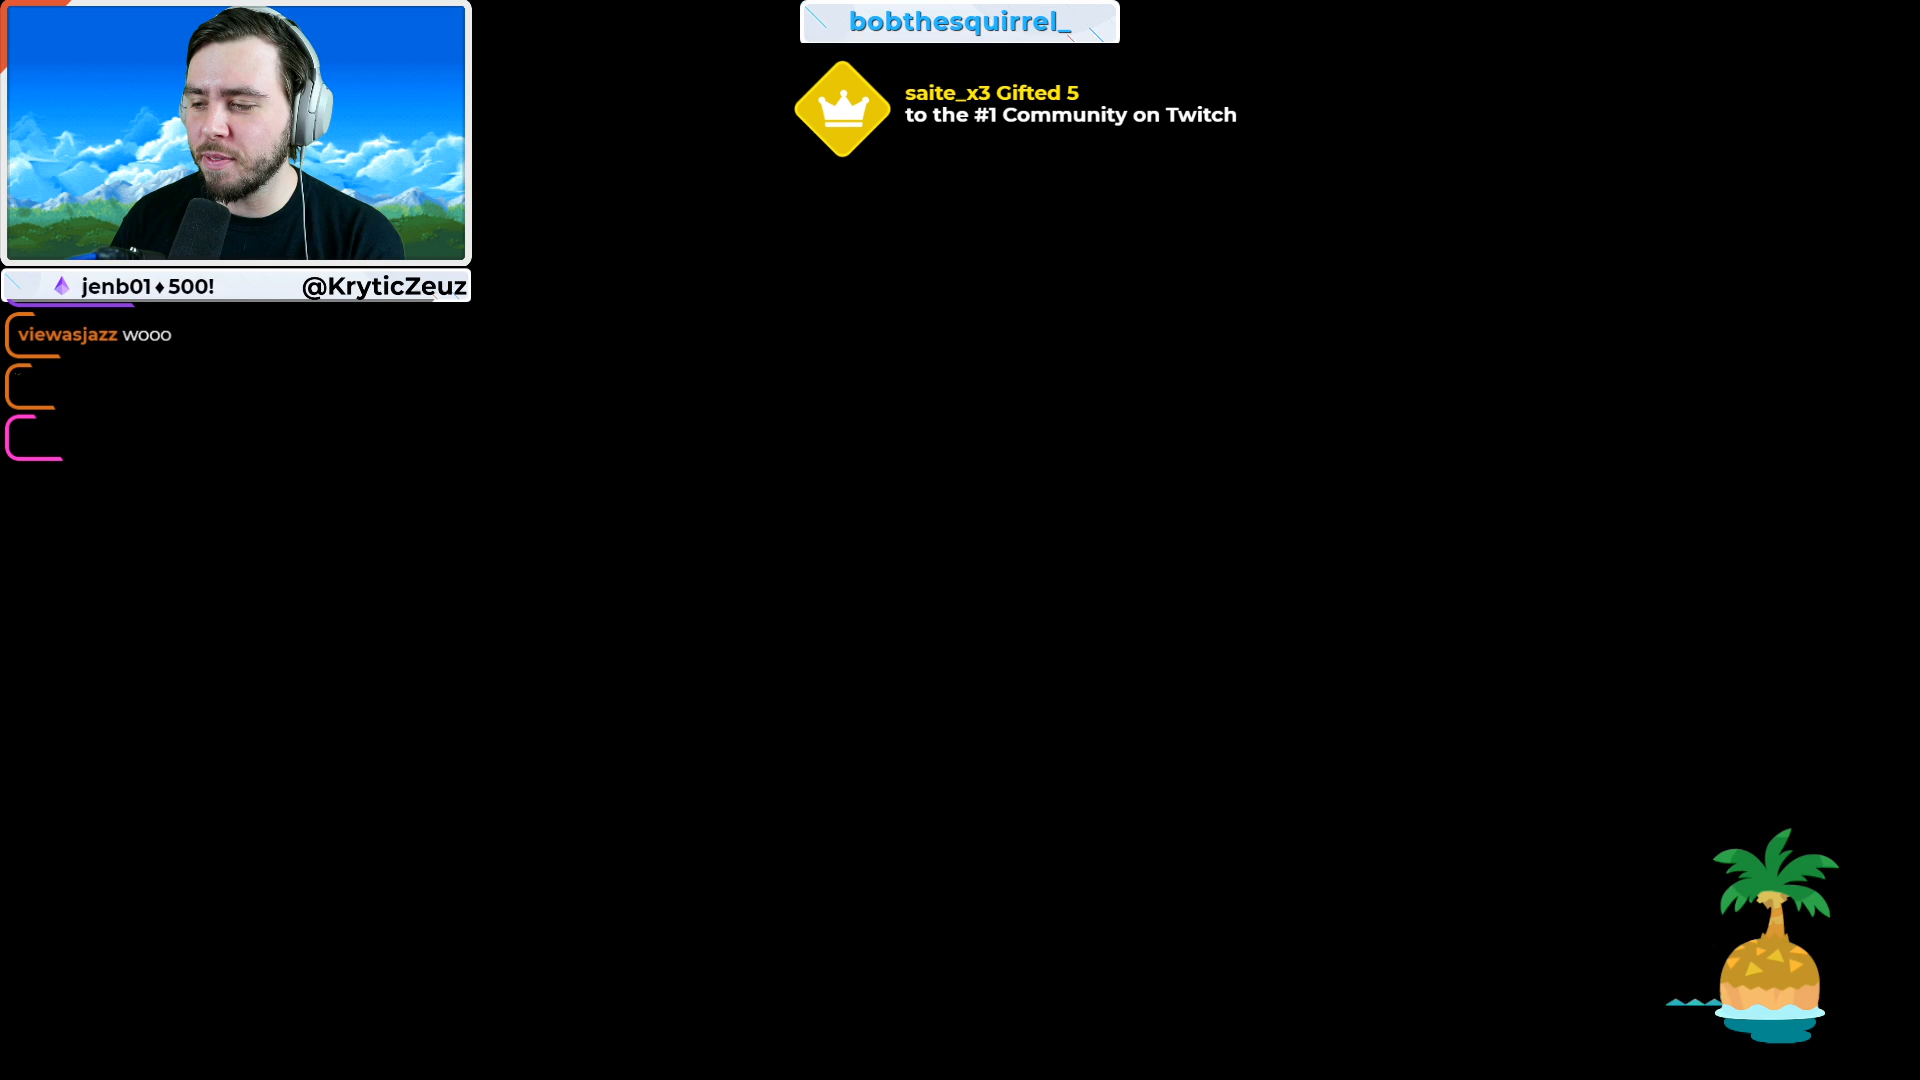 bobthesquirrel_
saite_x3 Gifted 5
to the #1 Community on Twitch
jenb01♦500! @KryticZeuz
viewasjazz wooo